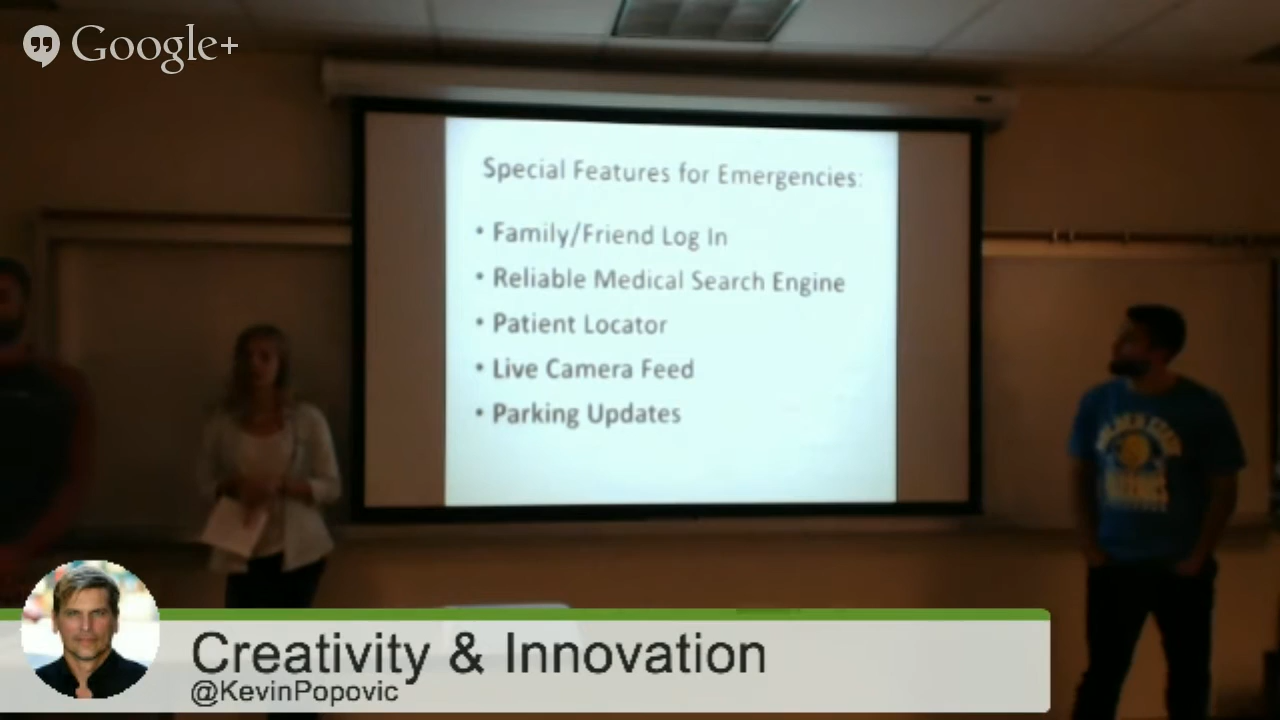 Google+
Special Features for Emergencies:
• Family/Friend Log In
• Reliable Medical Search Engine
• Patient Locator
• Live Camera Feed
• Parking Updates
Creativity & Innovation
@KevinPopovic